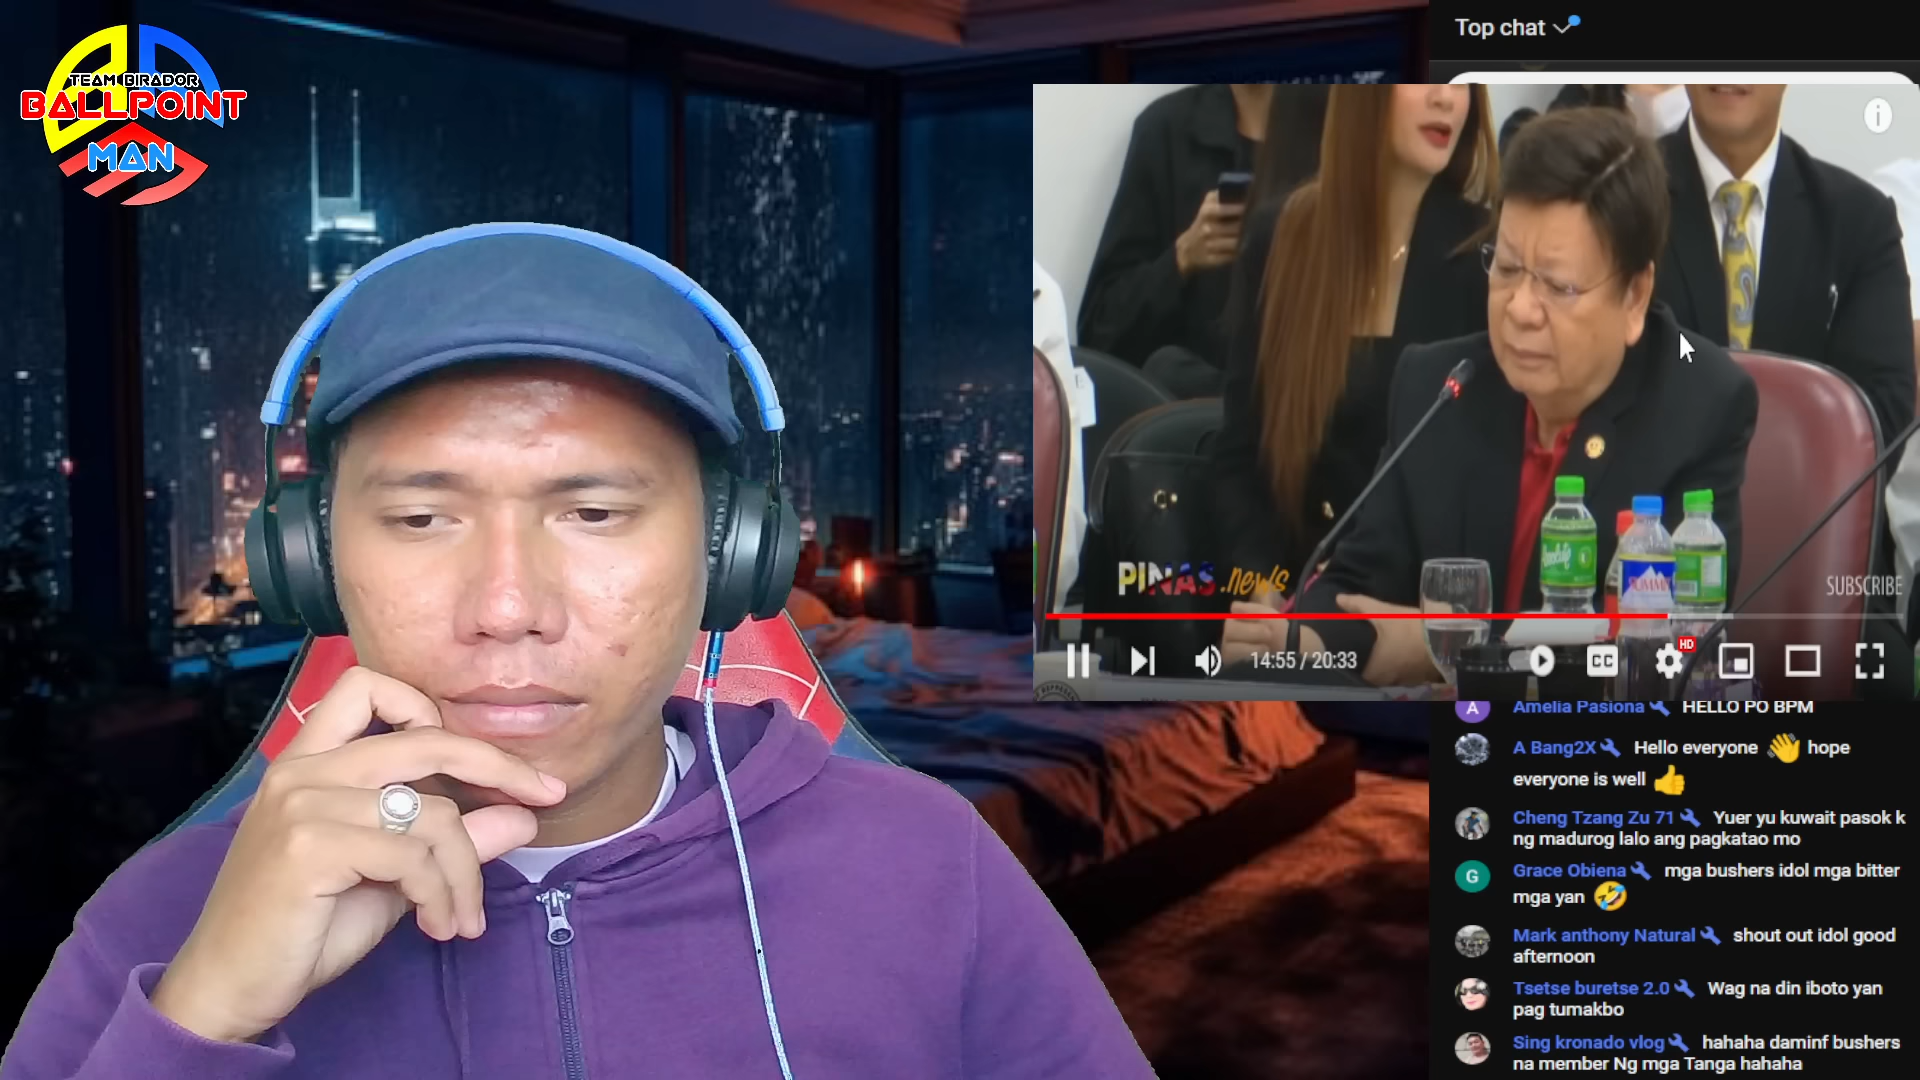 Top chat
TEAM BIRADOR
BALLPOINT
MAN
PINAS.news
SUBSCRIBE
HD
14:55 / 20:33
CC
A Amelia Pasiona HELLO PO BPM
A Bang2X Hello everyone 👋 hope
everyone is well 👍
Cheng Tzang Zu 71 Yuer yu kuwait pasok k
ng madurog lalo ang pagkatao mo
G Grace Obiena mga bushers idol mga bitter
mga yan 🤣
Mark anthony Natural shout out idol good
afternoon
Tsetse buretse 2.0 Wag na din iboto yan
pag tumakbo
Sing kronado vlog hahaha daminf bushers
na member Ng mga Tanga hahaha